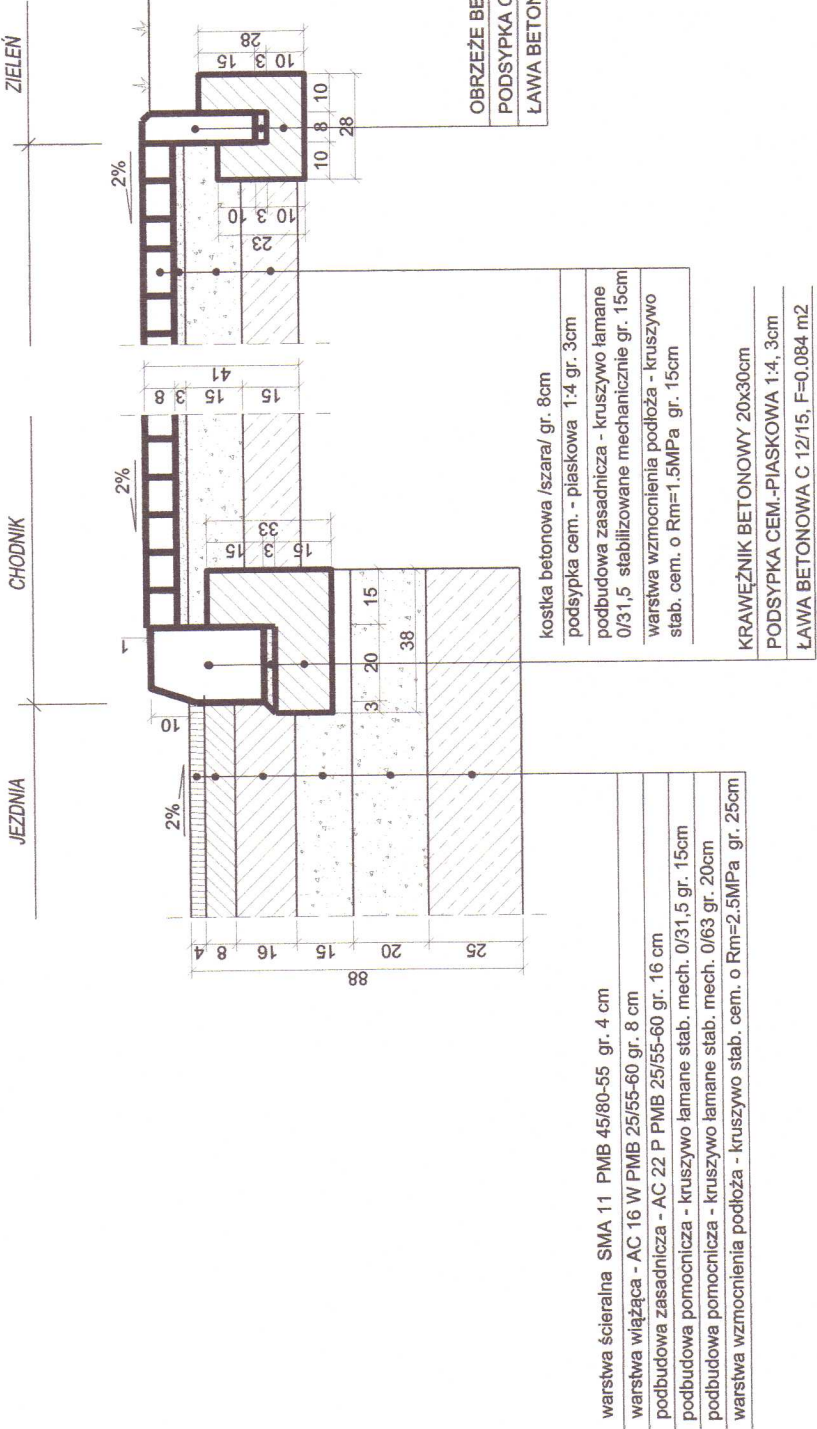 JEZDNIA
CHODNIK
ZIELEŃ
2%
2%
2%
10
1
4
8
16
15
20
25
88
3
20
15
38
15
3
15
33
8
3
15
15
41
10
3
10
23
15
3
10
28
10
8
10
28
warstwa ścieralna SMA 11 PMB 45/80-55 gr. 4 cm
warstwa wiążąca - AC 16 W PMB 25/55-60 gr. 8 cm
podbudowa zasadnicza - AC 22 P PMB 25/55-60 gr. 16 cm
podbudowa pomocnicza - kruszywo łamane stab. mech. 0/31,5 gr. 15cm
podbudowa pomocnicza - kruszywo łamane stab. mech. 0/63 gr. 20cm
warstwa wzmocnienia podłoża - kruszywo stab. cem. o Rm=2.5MPa gr. 25cm
kostka betonowa /szara/ gr. 8cm
podsypka cem. - piaskowa 1:4 gr. 3cm
podbudowa zasadnicza - kruszywo łamane
0/31,5 stabilizowane mechanicznie gr. 15cm
warstwa wzmocnienia podłoża - kruszywo
stab. cem. o Rm=1.5MPa gr. 15cm
KRAWĘŻNIK BETONOWY 20x30cm
PODSYPKA CEM.-PIASKOWA 1:4, 3cm
ŁAWA BETONOWA C 12/15, F=0.084 m2
OBRZEŻE BE
PODSYPKA C
ŁAWA BETON